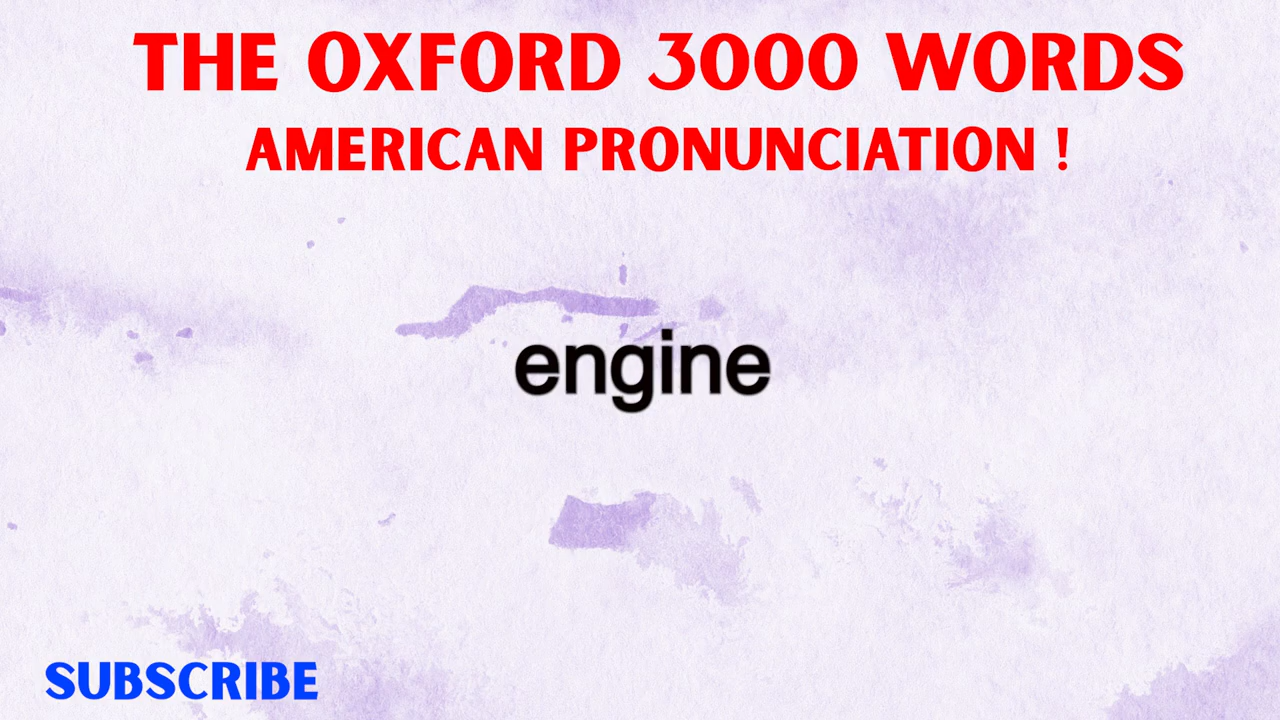 THE OXFORD 3000 WORDS
AMERICAN PRONUNCIATION !
engine
SUBSCRIBE